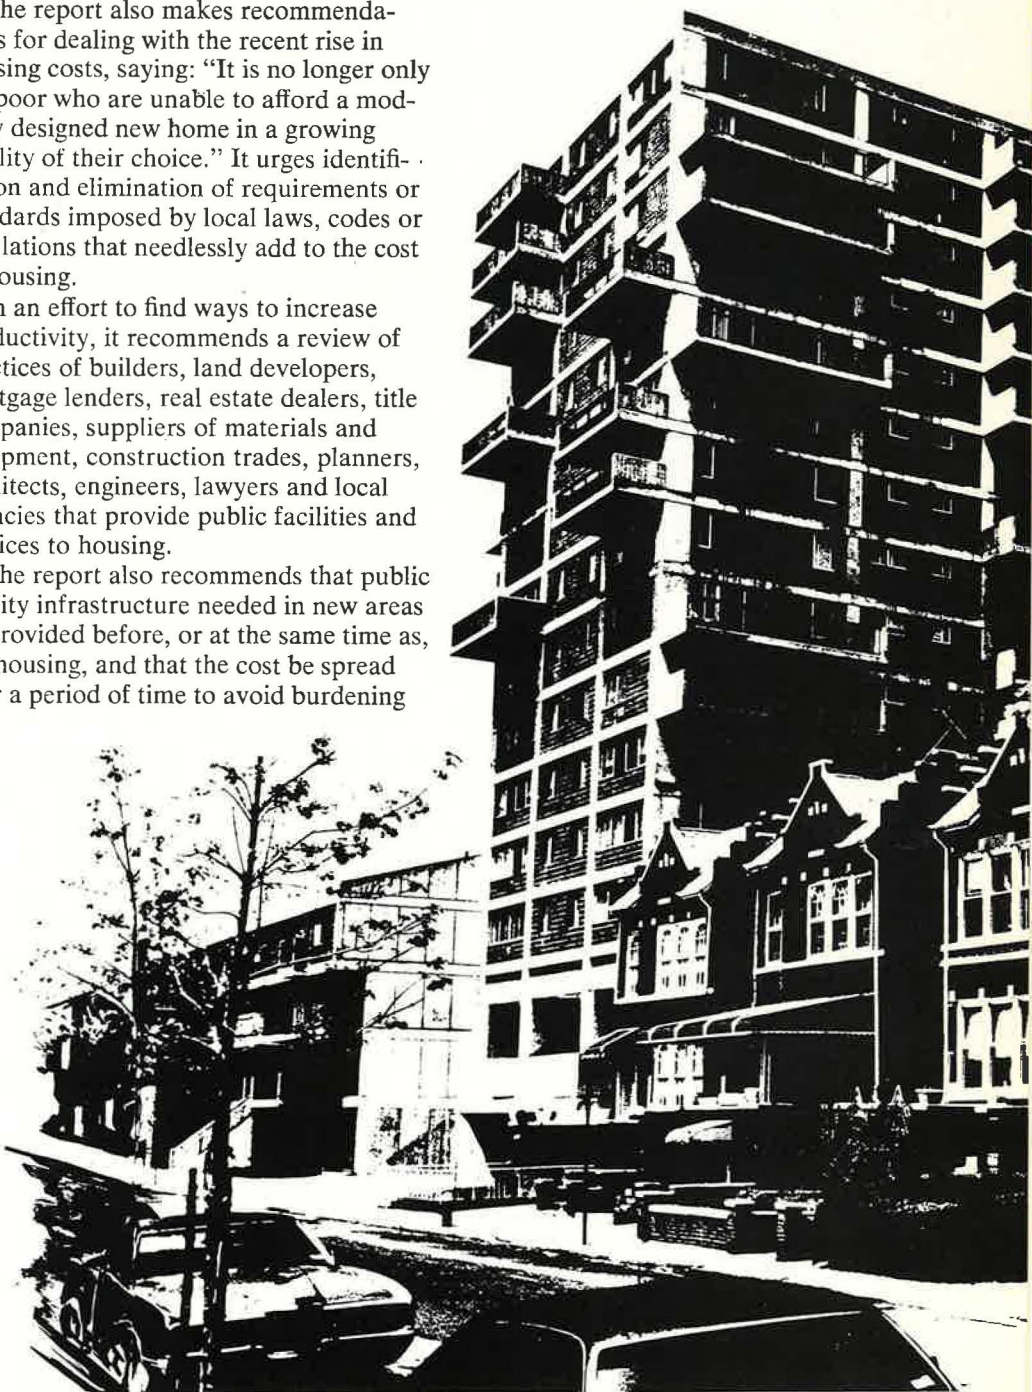 he report also makes recommenda-
s for dealing with the recent rise in
sing costs, saying: “It is no longer only
poor who are unable to afford a mod-
y designed new home in a growing
lity of their choice.” It urges identifi-
on and elimination of requirements or
dards imposed by local laws, codes or
lations that needlessly add to the cost
ousing.
n an effort to find ways to increase
ductivity, it recommends a review of
ctices of builders, land developers,
tgage lenders, real estate dealers, title
panies, suppliers of materials and
pment, construction trades, planners,
hitects, engineers, lawyers and local
ncies that provide public facilities and
ices to housing.
he report also recommends that public
ity infrastructure needed in new areas
provided before, or at the same time as,
housing, and that the cost be spread
r a period of time to avoid burdening